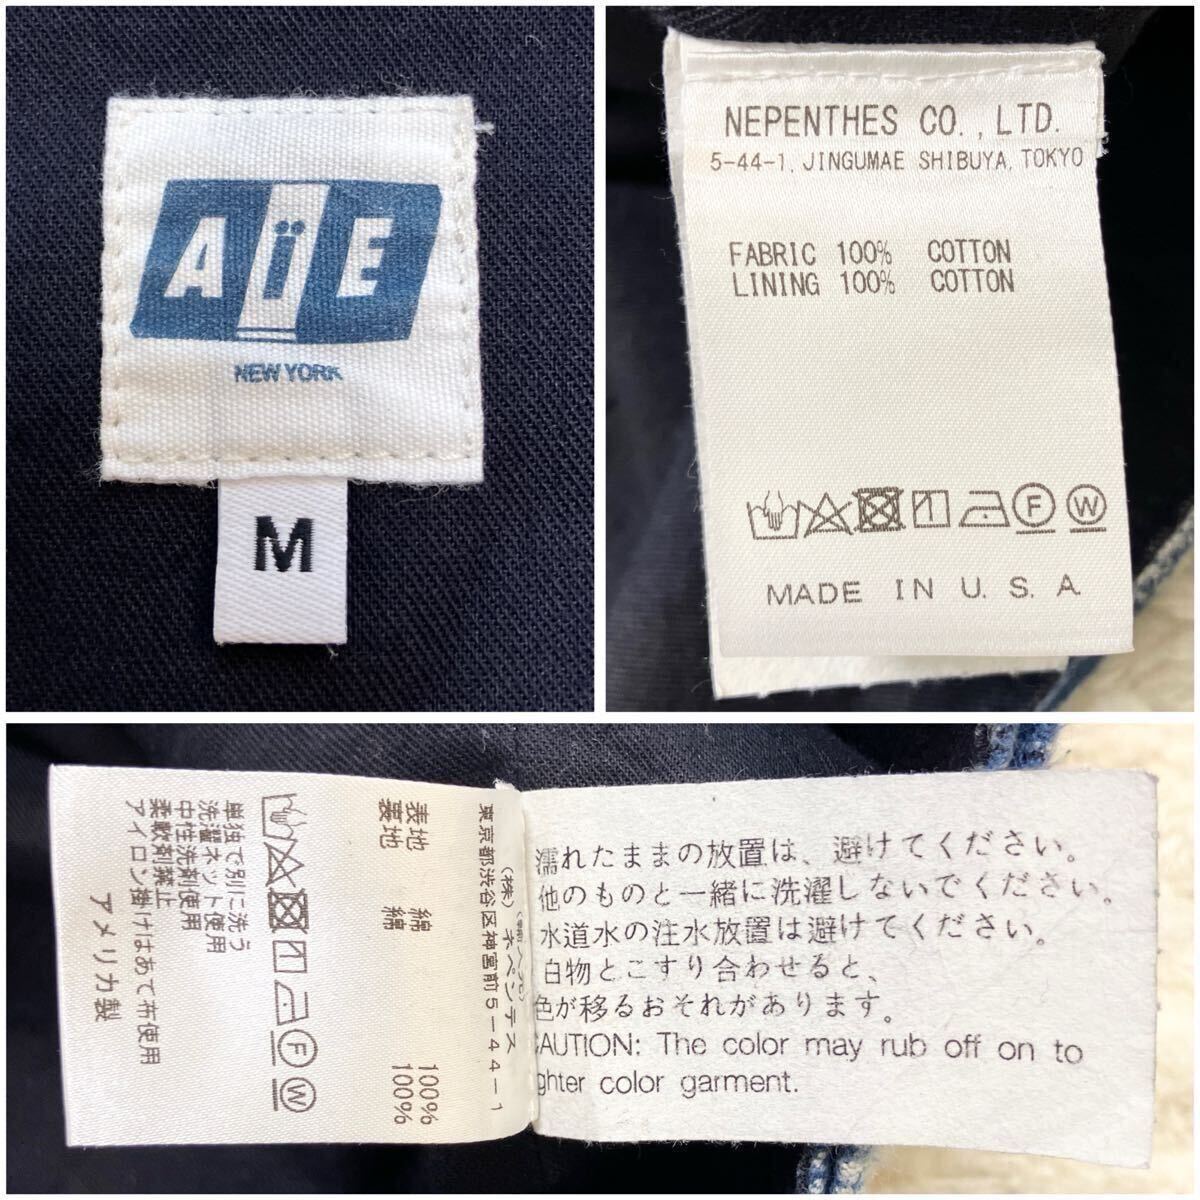 AïE
NEW YORK
M
NEPENTHES CO., LTD.
5-44-1, JINGUMAE SHIBUYA, TOKYO
FABRIC 100% COTTON
LINING 100% COTTON
F
W
MADE IN U. S. A.
(株) ネペンテス
東京都渋谷区神宮前5-44-1
表地 綿 100%
裏地 綿 100%
F
W
単独で別に洗う
洗濯ネット使用
中性洗剤使用
柔軟剤禁止
アイロン掛けはあて布使用
アメリカ製
濡れたままの放置は、避けてください。
他のものと一緒に洗濯しないでください。
水道水の注水放置は避けてください。
白物とこすり合わせると、
色が移るおそれがあります。
CAUTION: The color may rub off on to
ghter color garment.